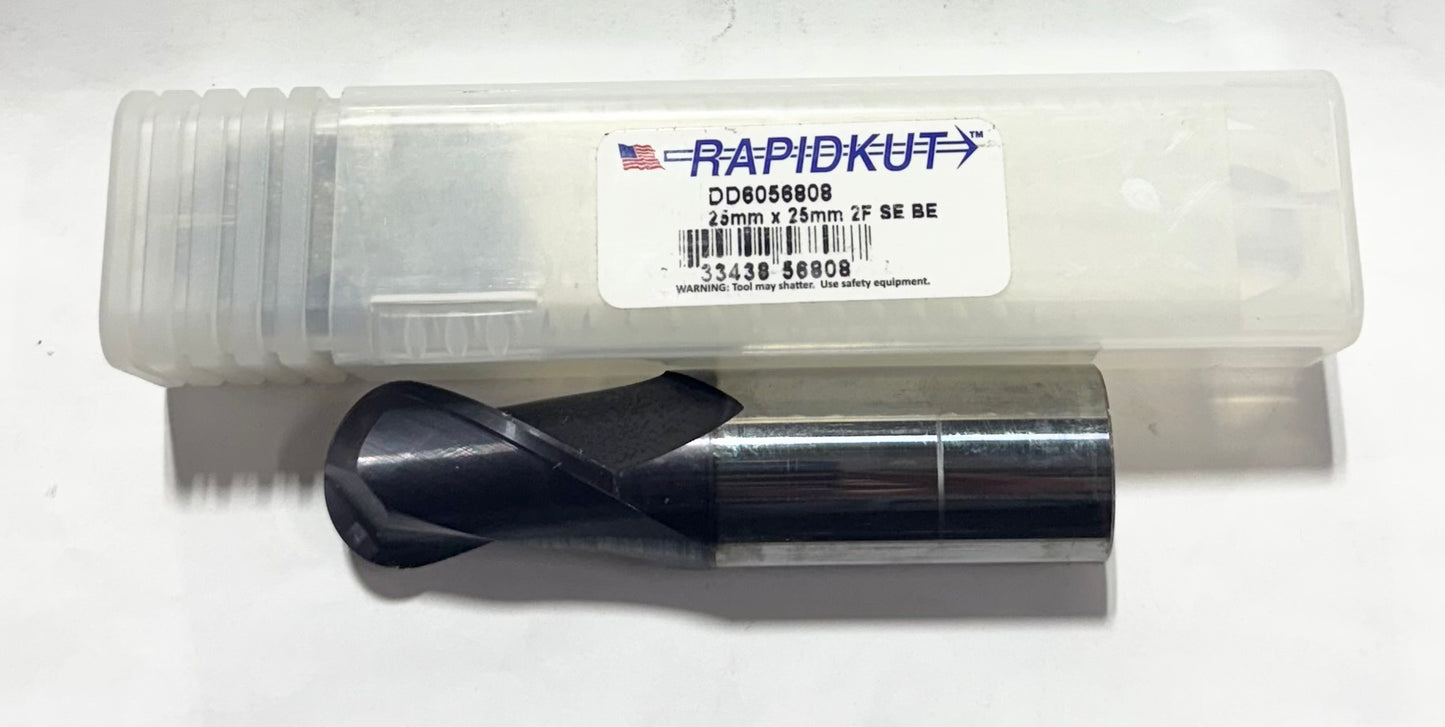 RAPIDKUT™
DD6056808
25mm x 25mm 2F SE BE
33438 56808
WARNING: Tool may shatter. Use safety equipment.